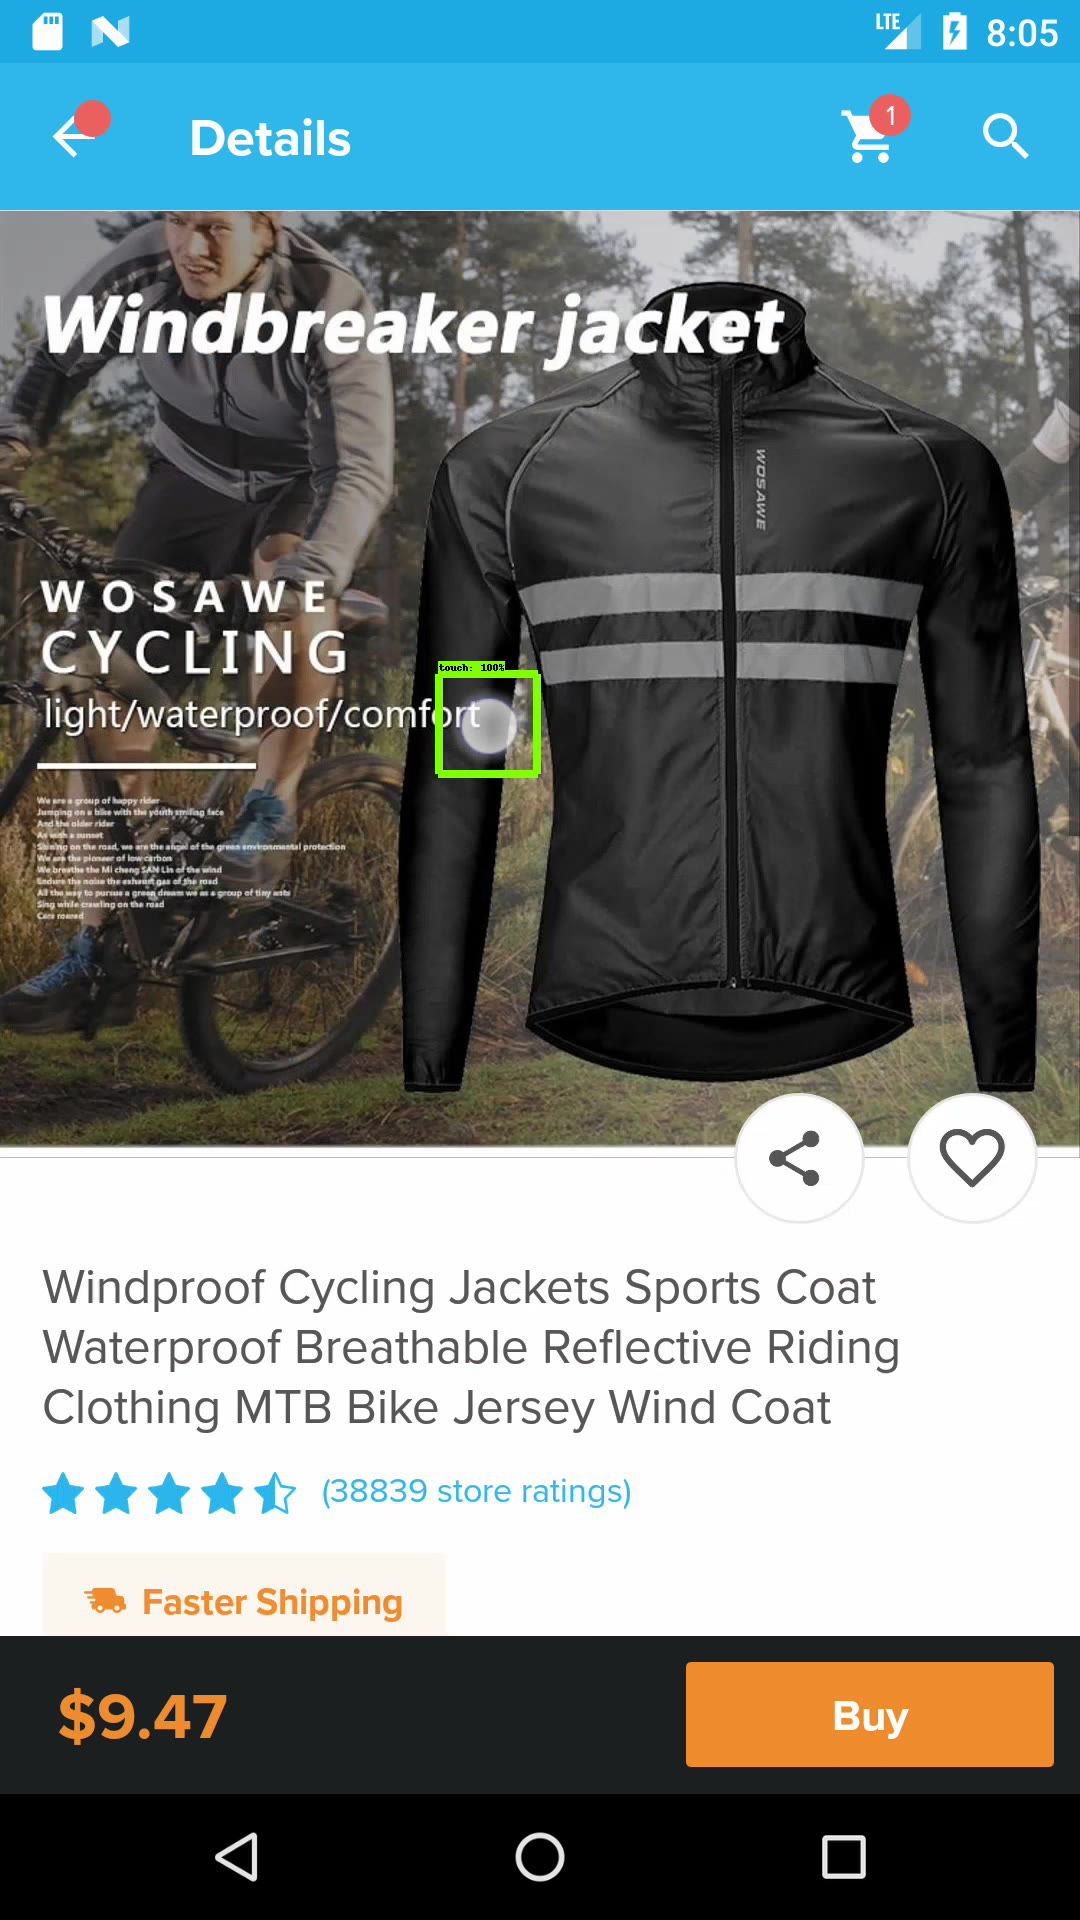 LTE 8:05
Details
1
Windbreaker jacket
WOSAWE
WOSAWE
CYCLING
touch: 100%
light/waterproof/comfort
We are a group of happy rider
Jumping on a bike with the youth smiling face
And the older rider
As with a sunset
Shining on the road, we are the angel of the green environmental protection
We are the pioneer of low carbon
We breathe the Mi cheng SAN Lin of the wind
Endure the noise the exhaust gas of the road
All the way to pursue a green dream we as a group of tiny ants
Sing while crawling on the road
Care roared
Windproof Cycling Jackets Sports Coat
Waterproof Breathable Reflective Riding
Clothing MTB Bike Jersey Wind Coat
(38839 store ratings)
Faster Shipping
$9.47
Buy